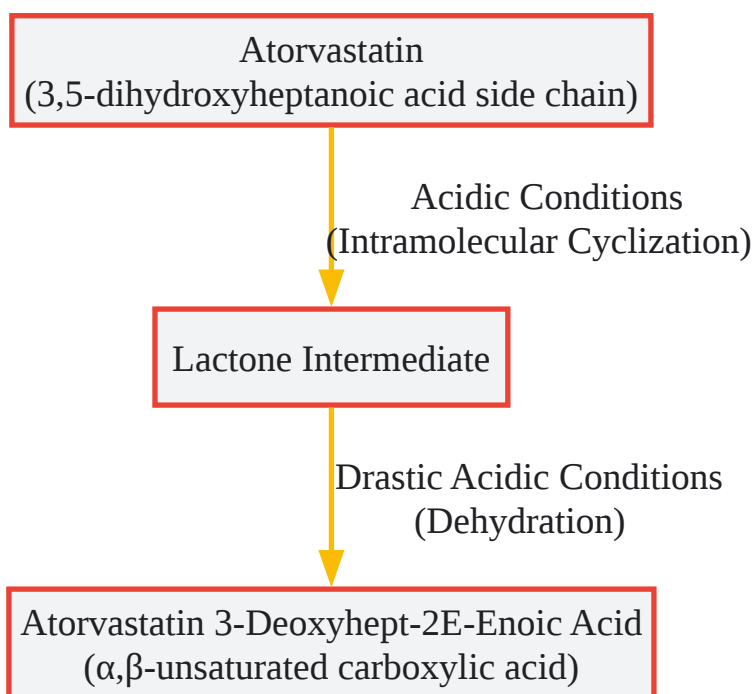 Atorvastatin
(3,5-dihydroxyheptanoic acid side chain)
Acidic Conditions
(Intramolecular Cyclization)
Lactone Intermediate
Drastic Acidic Conditions
(Dehydration)
Atorvastatin 3-Deoxyhept-2E-Enoic Acid
(α,β-unsaturated carboxylic acid)